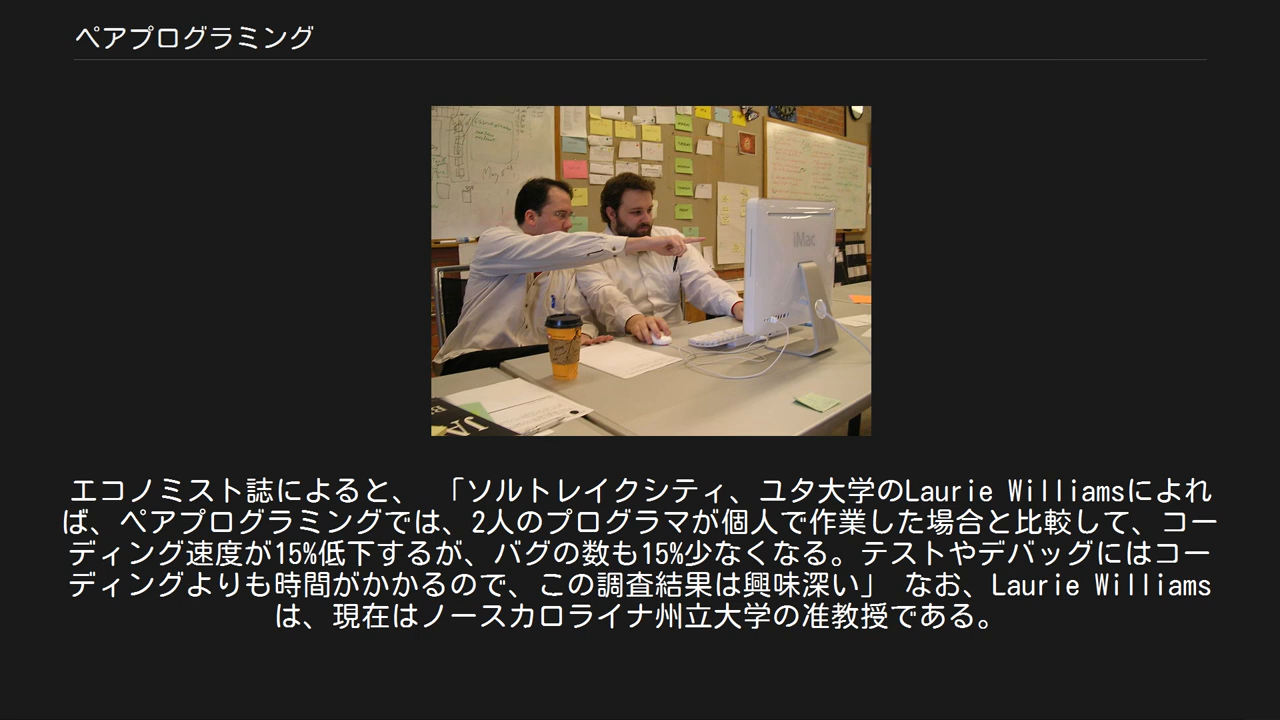 ペアプログラミング
May 6th
iMac
JA
エコノミスト誌によると、 「ソルトレイクシティ、ユタ大学のLaurie Williamsによれ
ば、ペアプログラミングでは、2人のプログラマが個人で作業した場合と比較して、コー
ディング速度が15%低下するが、バグの数も15%少なくなる。テストやデバッグにはコー
ディングよりも時間がかかるので、この調査結果は興味深い」 なお、Laurie Williams
は、現在はノースカロライナ州立大学の准教授である。